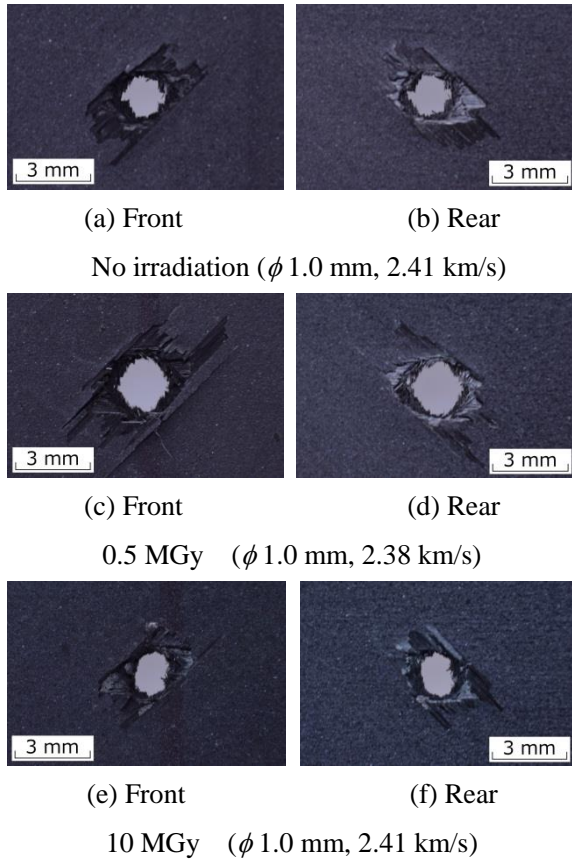 3 mm
3 mm
(a) Front
(b) Rear
No irradiation (ϕ 1.0 mm, 2.41 km/s)
3 mm
3 mm
(c) Front
(d) Rear
0.5 MGy (ϕ 1.0 mm, 2.38 km/s)
3 mm
3 mm
(e) Front
(f) Rear
10 MGy (ϕ 1.0 mm, 2.41 km/s)